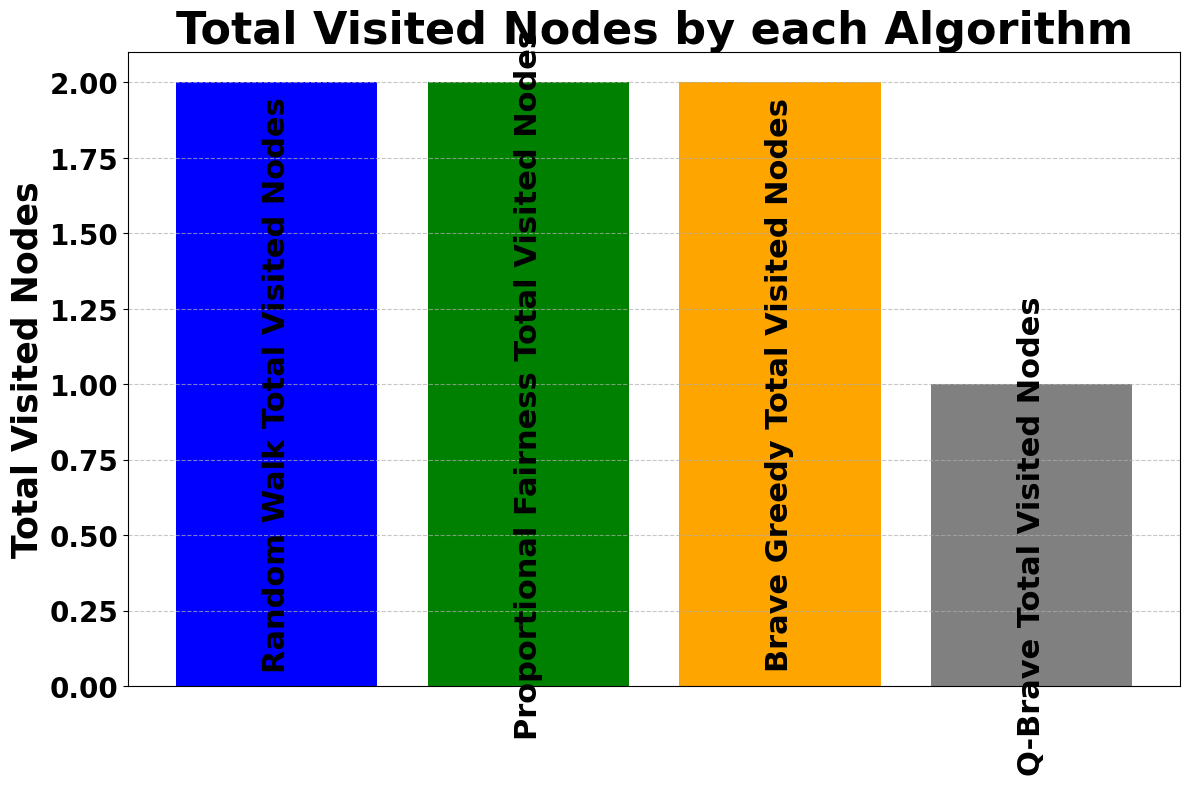 Total Visited Nodes by each Algorithm
Total Visited Nodes
2.00
1.75
1.50
1.25
1.00
0.75
0.50
0.25
0.00
Random Walk Total Visited Nodes
Proportional Fairness Total Visited Nodes
Brave Greedy Total Visited Nodes
Q-Brave Total Visited Nodes